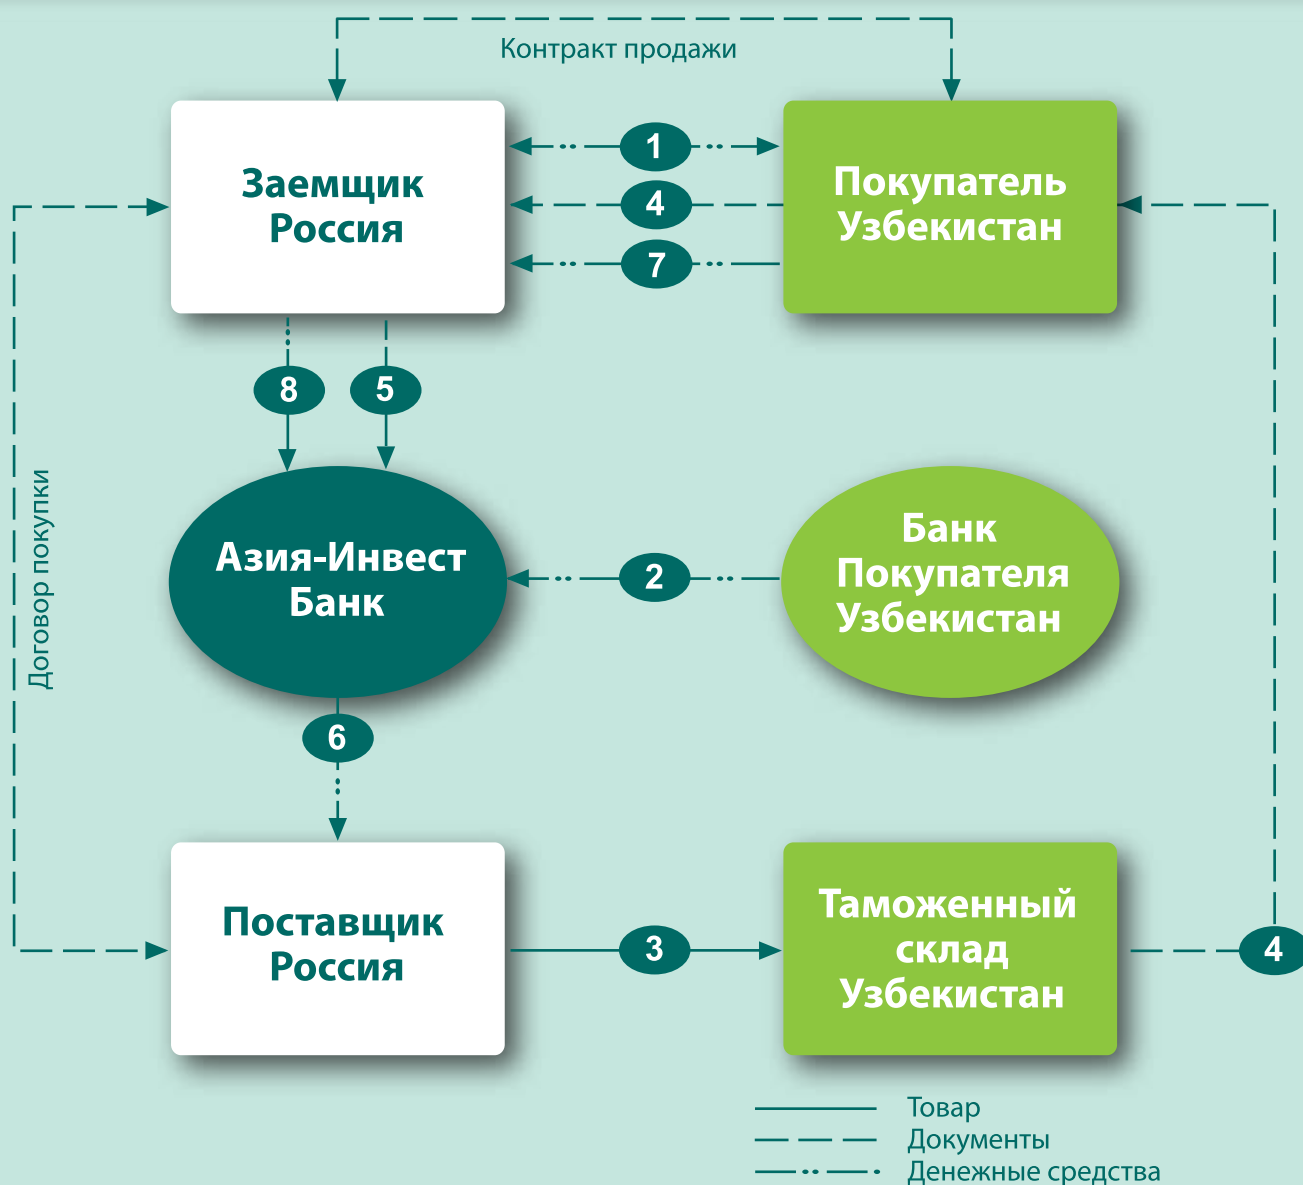 Контракт продажи
Заемщик
Россия
1
4
7
Покупатель
Узбекистан
8
5
Договор покупки
Азия-Инвест
Банк
2
Банк
Покупателя
Узбекистан
6
Поставщик
Россия
3
Таможенный
склад
Узбекистан
4
Товар
Документы
Денежные средства